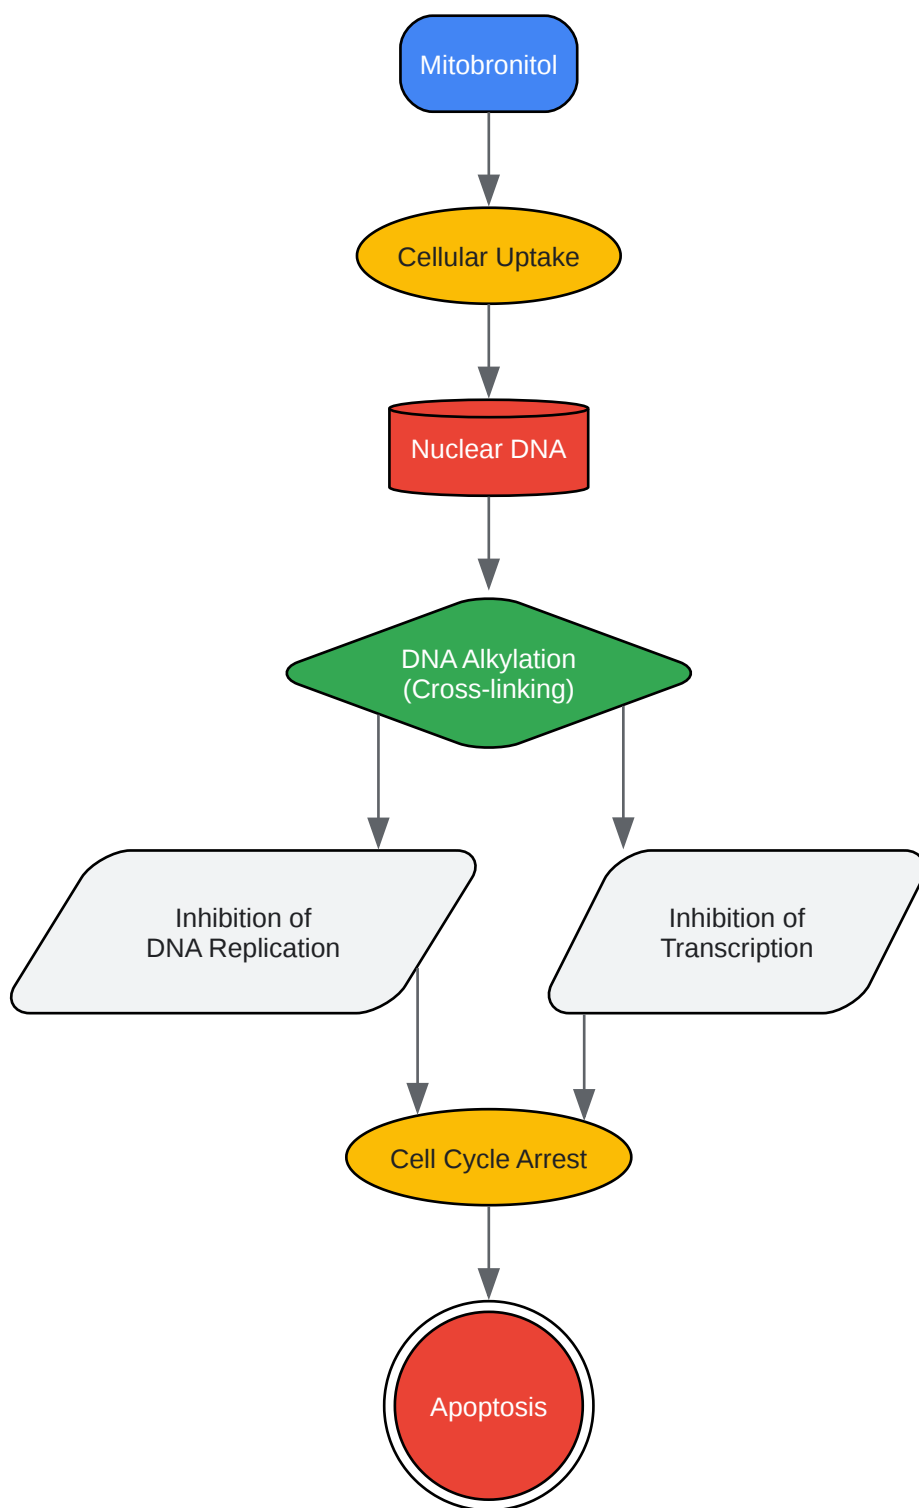 Mitobronitol
Cellular Uptake
Nuclear DNA
DNA Alkylation
(Cross-linking)
Inhibition of
DNA Replication
Inhibition of
Transcription
Cell Cycle Arrest
Apoptosis